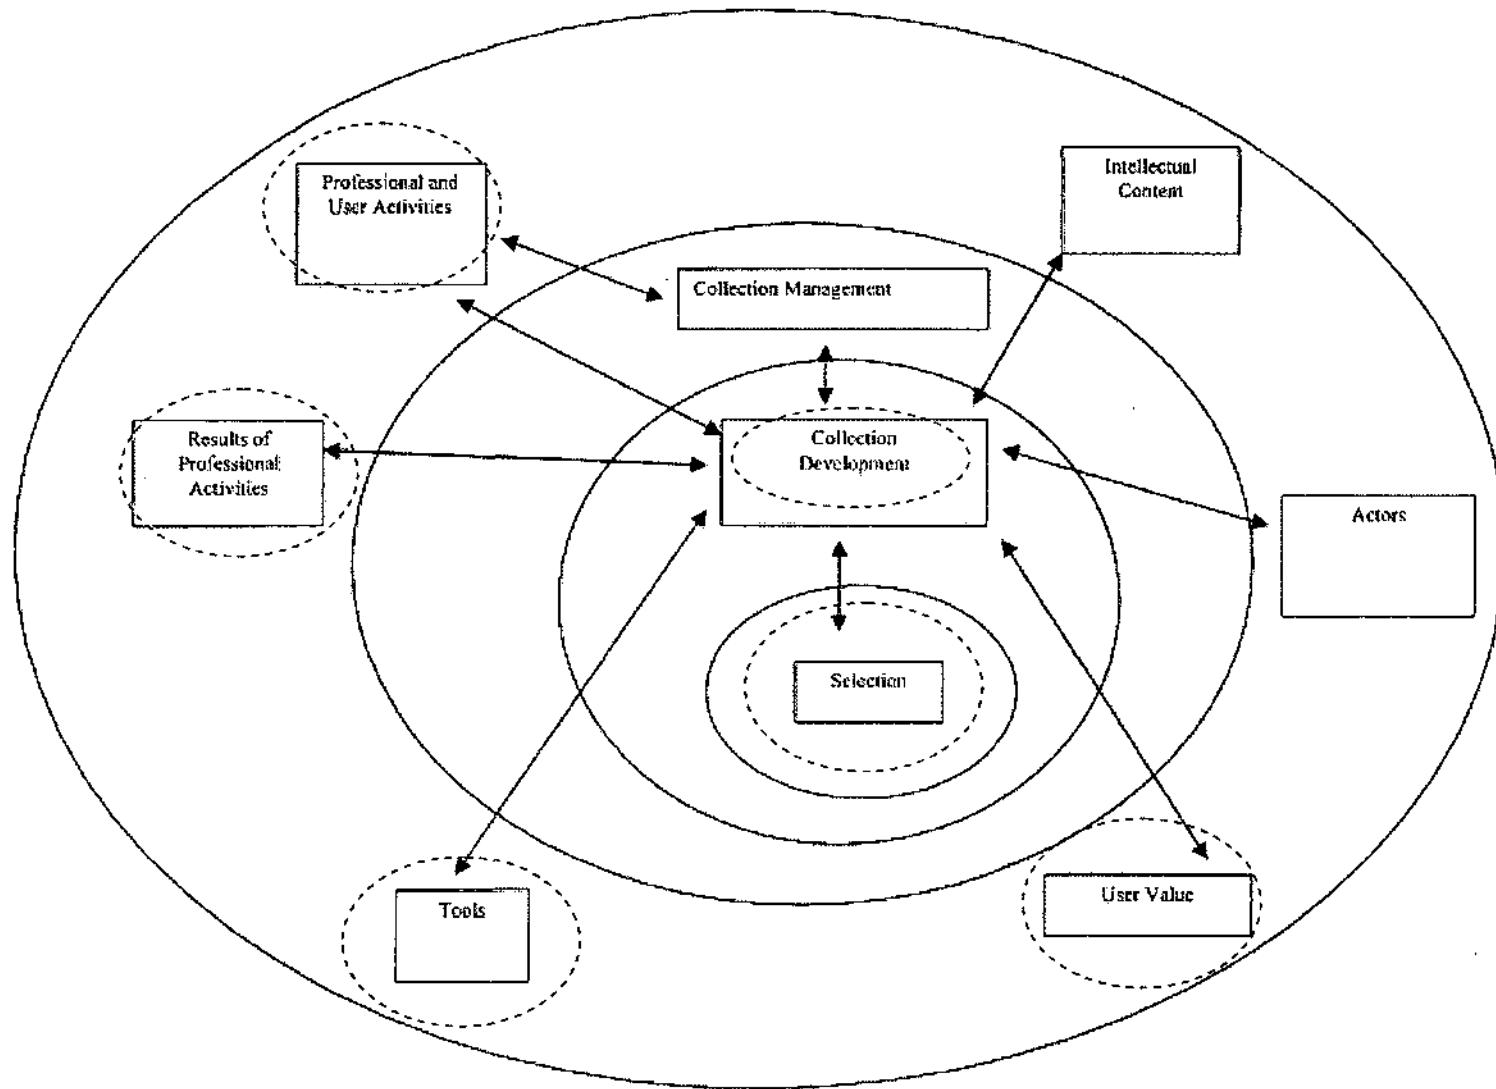 Professional and
User Activities
Intellectual
Content
Collection Management
Results of
Professional
Activities
Collection
Development
Actors
Selection
Tools
User Value